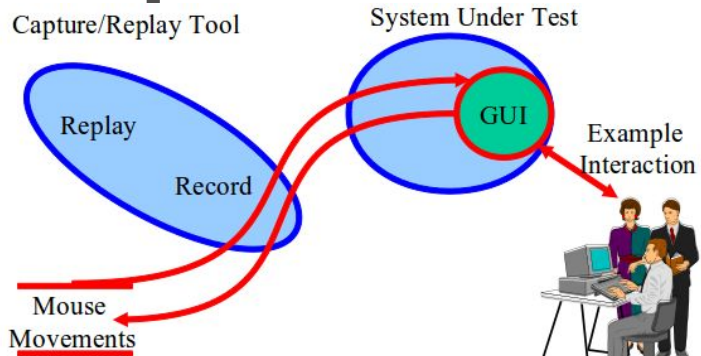 Capture/Replay Tool
System Under Test
Replay
Record
GUI
Example
Interaction
Mouse
Movements